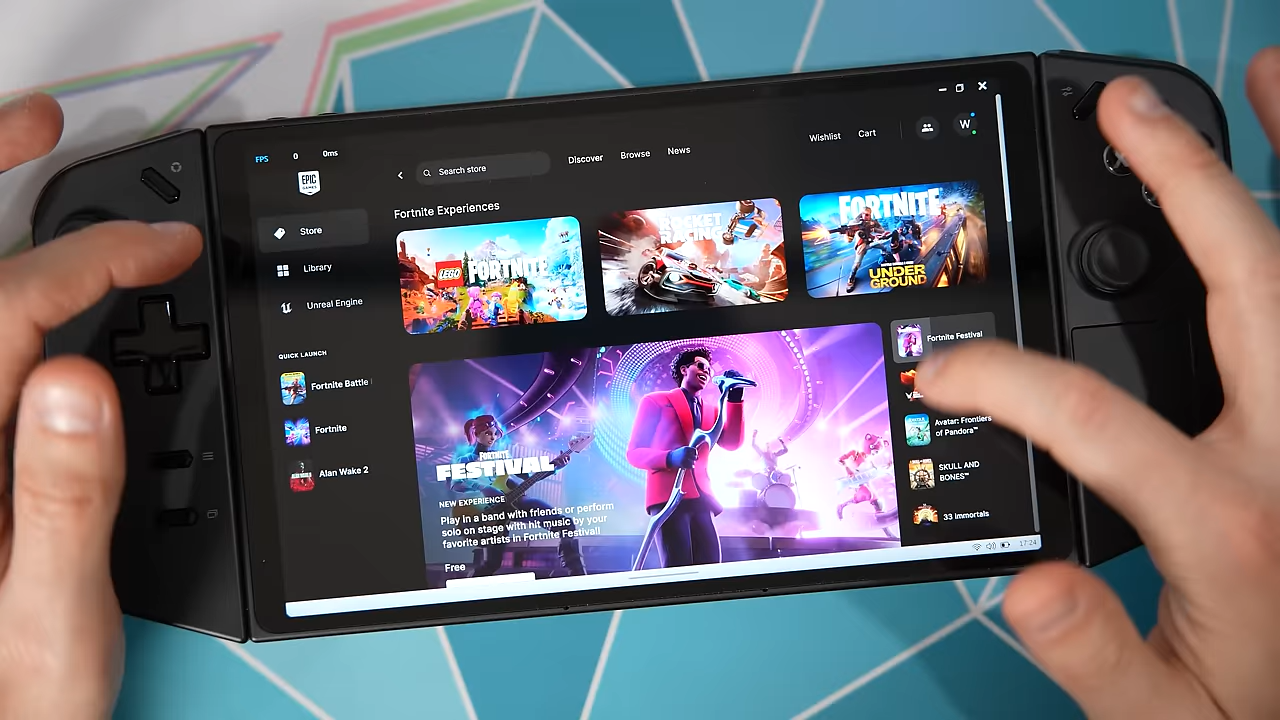 FPS 0 0ms
EPIC
GAMES
Search store
Discover
Browse
News
Wishlist
Cart
W
Store
Library
Unreal Engine
QUICK LAUNCH
Fortnite Battle
Fortnite
Alan Wake 2
Fortnite Experiences
LEGO FORTNITE
ROCKET
RACING
FORTNITE
UNDER
GROUND
FORTNITE
FESTIVAL
NEW EXPERIENCE
Play in a band with friends or perform
solo on stage with hit music by your
favorite artists in Fortnite Festival!
Free
Fortnite Festival
Avatar: Frontiers
of Pandora™
SKULL AND
BONES™
33 Immortals
17:24